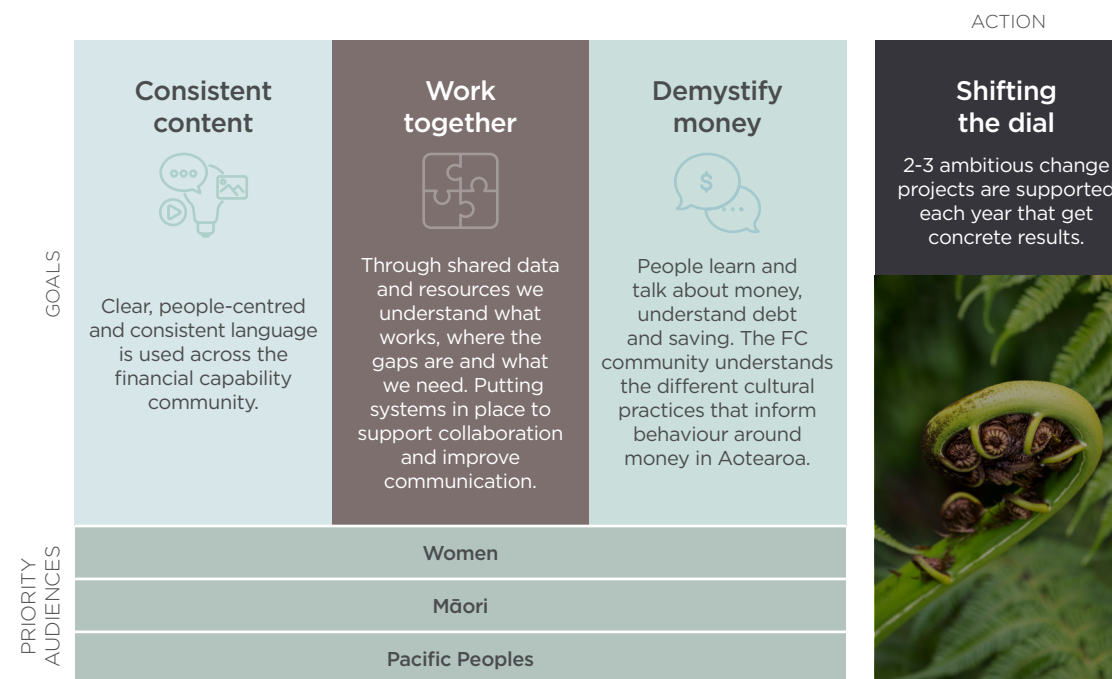 ACTION
GOALS
Consistent
content
Clear, people-centred
and consistent language
is used across the
financial capability
community.
Work
together
Through shared data
and resources we
understand what
works, where the
gaps are and what
we need. Putting
systems in place to
support collaboration
and improve
communication.
Demystify
money
$
People learn and
talk about money,
understand debt
and saving. The FC
community understands
the different cultural
practices that inform
behaviour around
money in Aotearoa.
Shifting
the dial
2-3 ambitious change
projects are supported
each year that get
concrete results.
PRIORITY
AUDIENCES
Women
Māori
Pacific Peoples